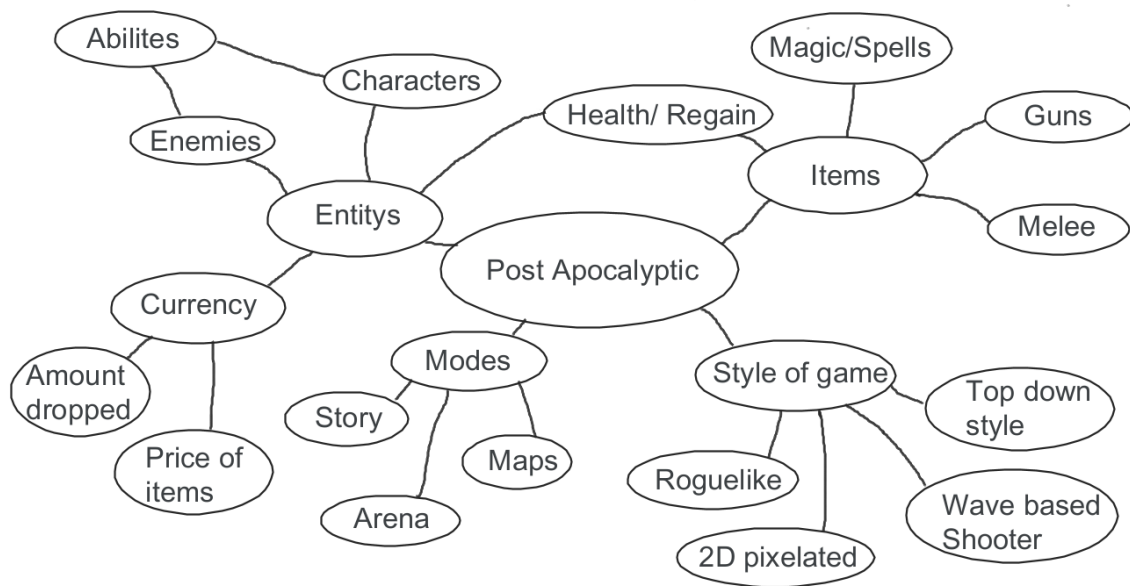 Abilites
Magic/Spells
Characters
Health/ Regain
Guns
Enemies
Items
Entitys
Melee
Post Apocalyptic
Currency
Modes
Style of game
Amount
dropped
Top down
style
Story
Price of
items
Maps
Roguelike
Arena
Wave based
Shooter
2D pixelated